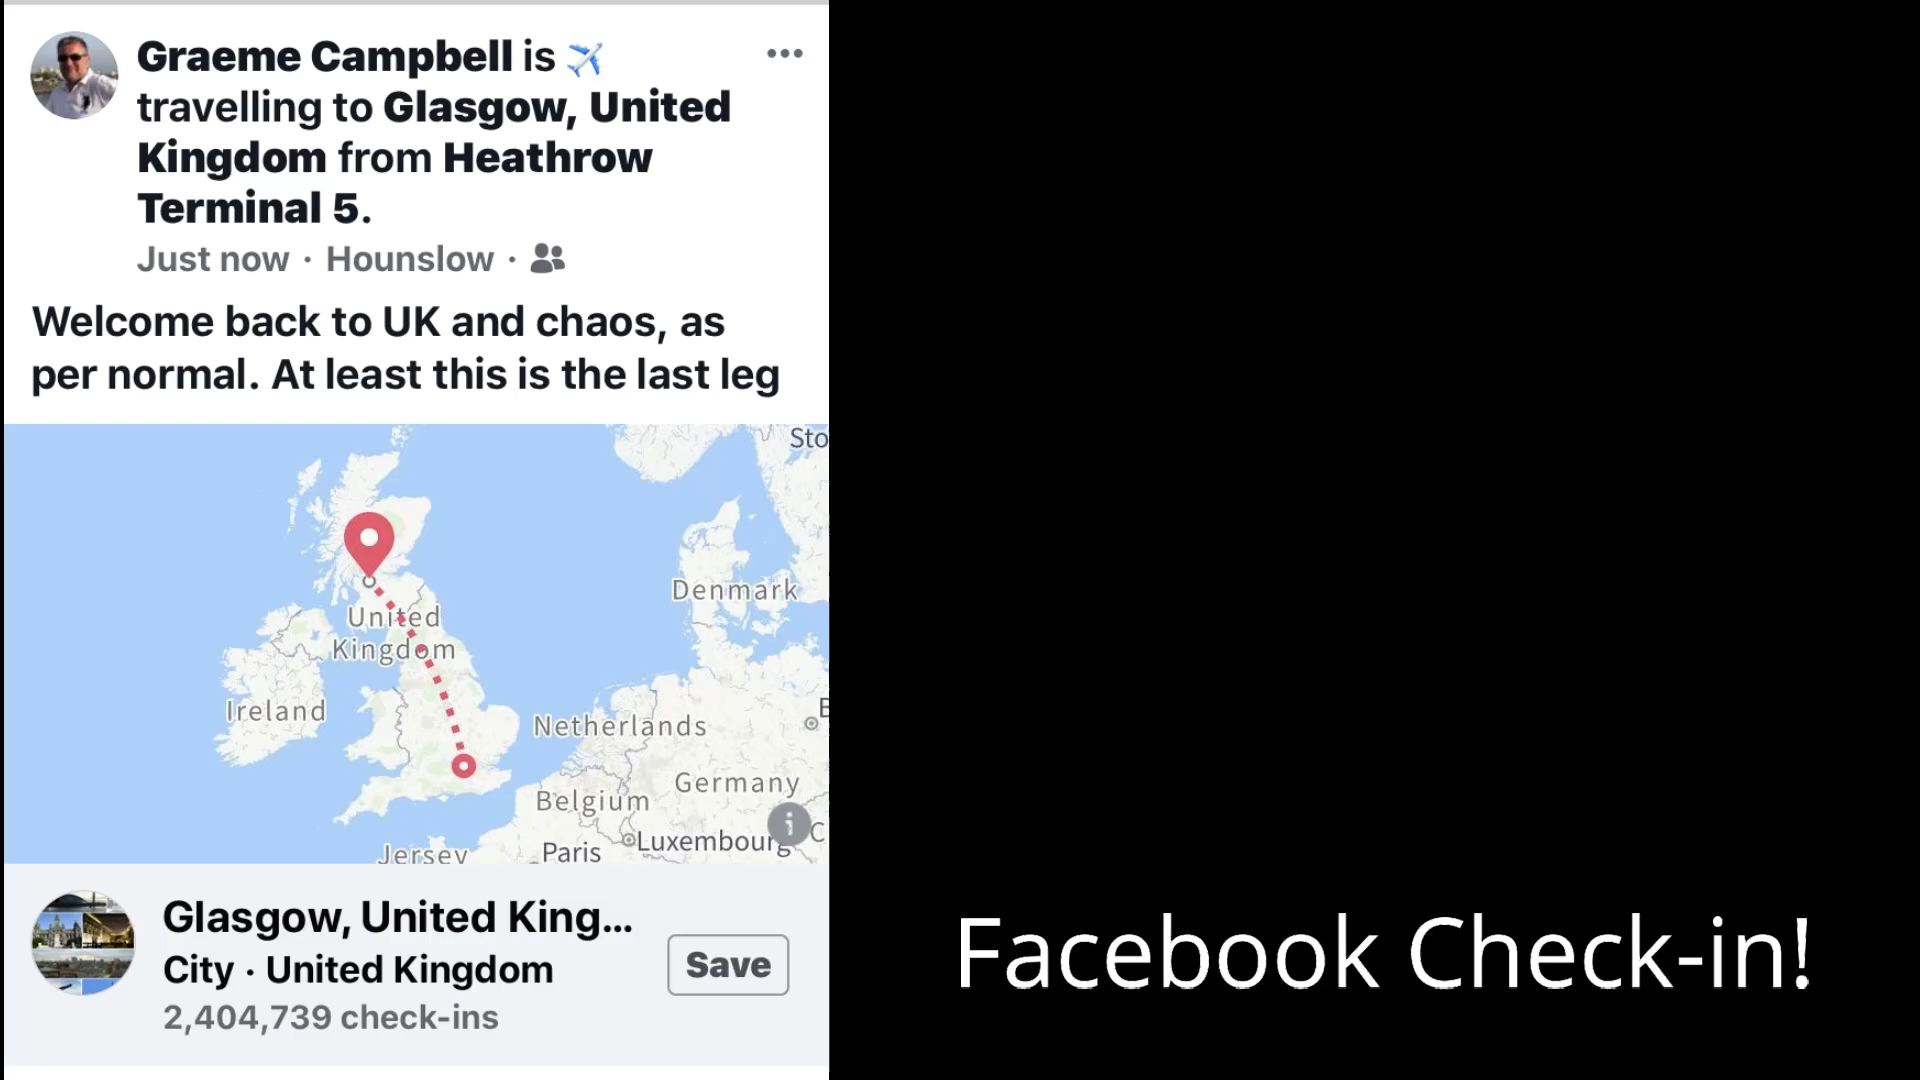 Graeme Campbell is ✈️
travelling to Glasgow, United
Kingdom from Heathrow
Terminal 5.
Just now · Hounslow ·
Welcome back to UK and chaos, as
per normal. At least this is the last leg
Sto
Denmark
United
Kingdom
Ireland
Netherlands
Germany
Belgium
Luxembourg
Paris
Jersey
Glasgow, United King...
City · United Kingdom
2,404,739 check-ins
Save
Facebook Check-in!